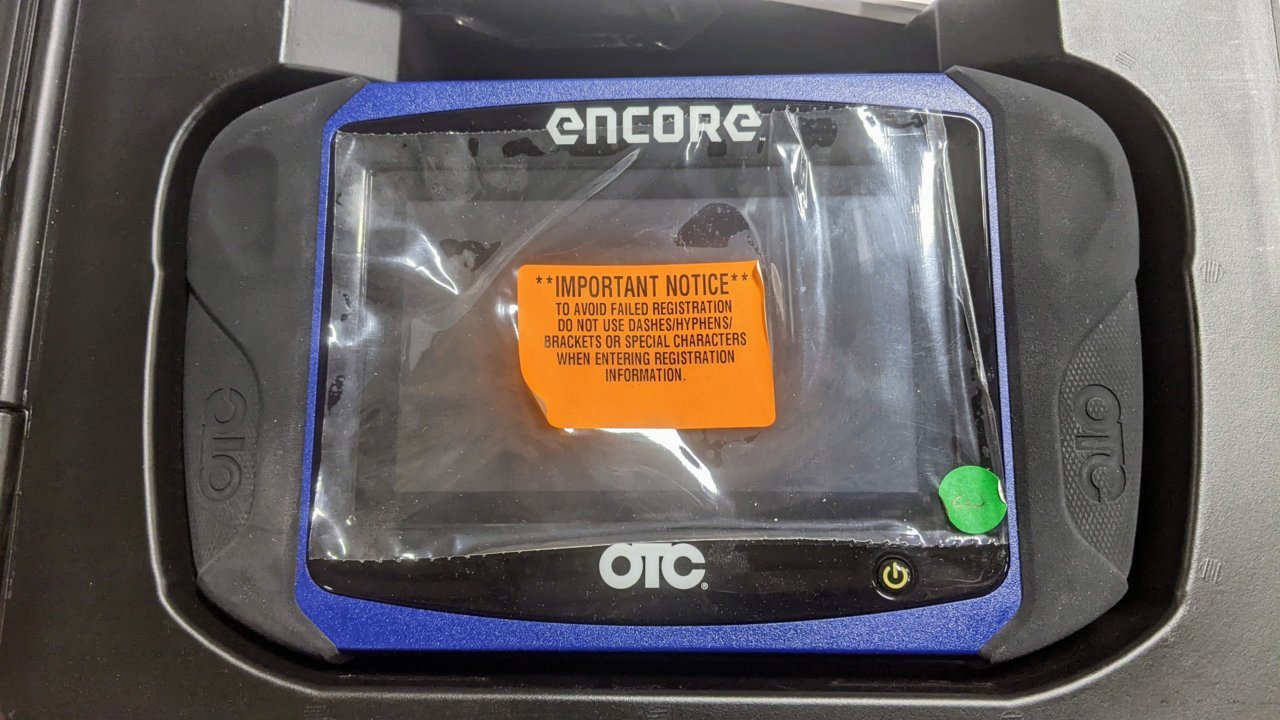 encore™
**IMPORTANT NOTICE**
TO AVOID FAILED REGISTRATION
DO NOT USE DASHES/HYPHENS/
BRACKETS OR SPECIAL CHARACTERS
WHEN ENTERING REGISTRATION
INFORMATION.
OTC
OTC
OTC®